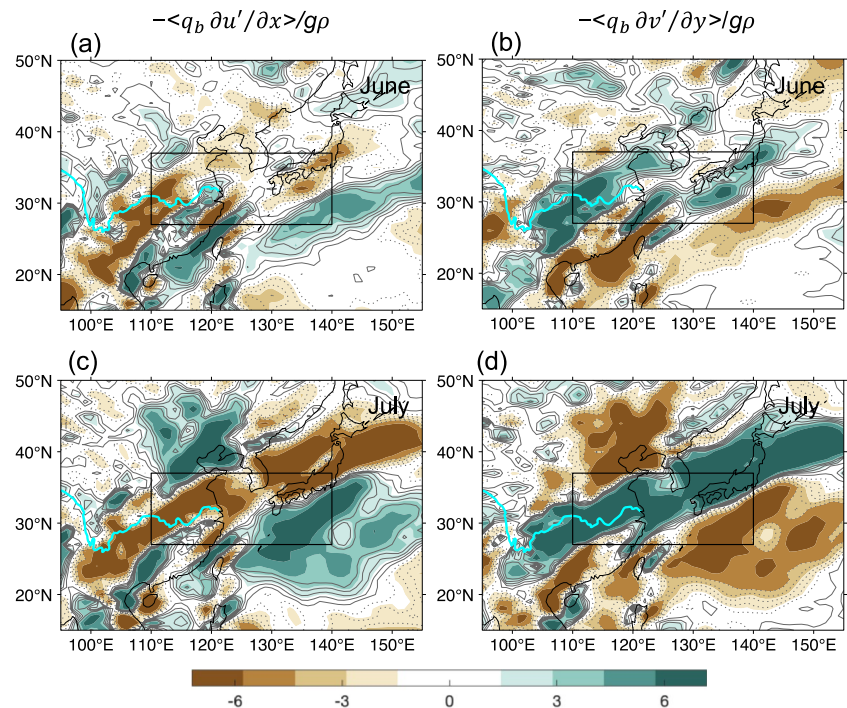 −<q_b ∂u′/∂x>/gρ −<q_b ∂v′/∂y>/gρ
(a) (b)
50°N 50°N
June June
40°N 40°N
30°N 30°N
20°N 20°N
100°E 110°E 120°E 130°E 140°E 150°E 100°E 110°E 120°E 130°E 140°E 150°E
(c) (d)
50°N 50°N
July July
40°N 40°N
30°N 30°N
20°N 20°N
100°E 110°E 120°E 130°E 140°E 150°E 100°E 110°E 120°E 130°E 140°E 150°E
-6 -3 0 3 6